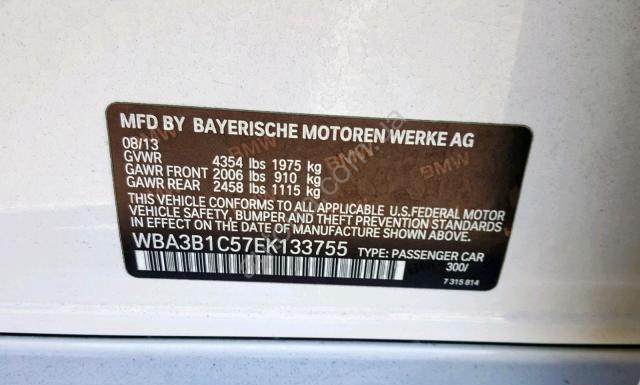 MFD BY BAYERISCHE MOTOREN WERKE AG
08/13
GVWR 4354 lbs 1975 kg
GAWR FRONT 2006 lbs 910 kg
GAWR REAR 2458 lbs 1115 kg
THIS VEHICLE CONFORMS TO ALL APPLICABLE U.S.FEDERAL MOTOR
VEHICLE SAFETY, BUMPER AND THEFT PREVENTION STANDARDS
IN EFFECT ON THE DATE OF MANUFACTURE SHOWN ABOVE.
WBA3B1C57EK133755 TYPE: PASSENGER CAR
300/
7 315 814